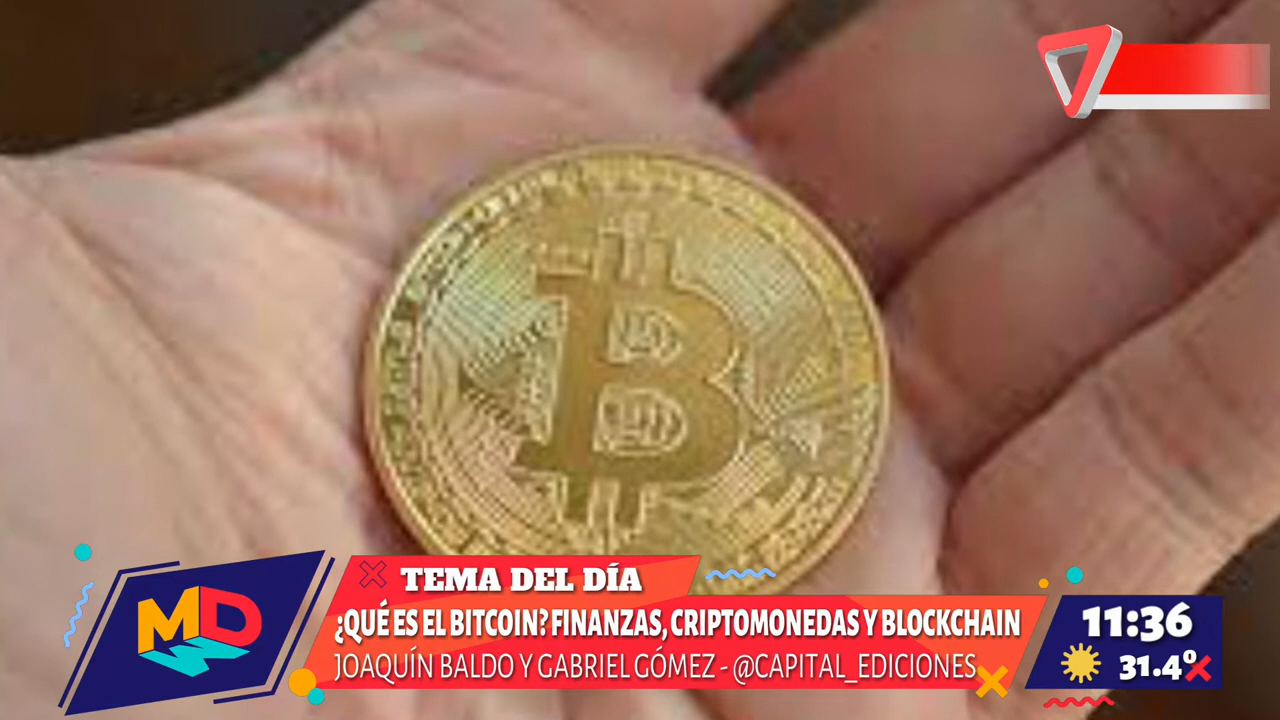 TEMA DEL DÍA
¿QUÉ ES EL BITCOIN? FINANZAS, CRIPTOMONEDAS Y BLOCKCHAIN
JOAQUÍN BALDO Y GABRIEL GÓMEZ - @CAPITAL_EDICIONES
MD
11:36
31.4º